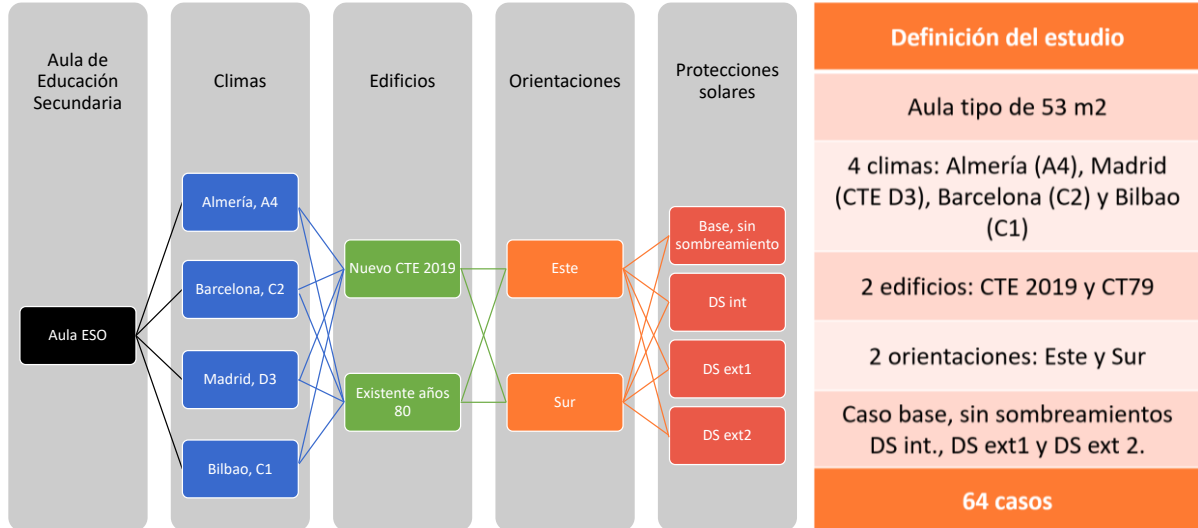 Aula de
Educación
Secundaria
Climas
Edificios
Orientaciones
Protecciones
solares
Aula ESO
Almería, A4
Barcelona, C2
Madrid, D3
Bilbao, C1
Nuevo CTE 2019
Existente años
80
Este
Sur
Base, sin
sombreamiento
DS int
DS ext1
DS ext2
Definición del estudio
Aula tipo de 53 m2
4 climas: Almería (A4), Madrid
(CTE D3), Barcelona (C2) y Bilbao
(C1)
2 edificios: CTE 2019 y CT79
2 orientaciones: Este y Sur
Caso base, sin sombreamientos
DS int., DS ext1 y DS ext 2.
64 casos